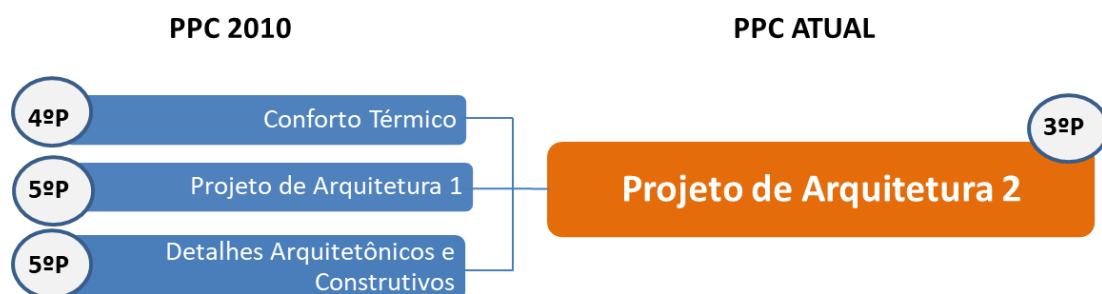 PPC 2010
PPC ATUAL
4ºP
Conforto Térmico
3ºP
5ºP
Projeto de Arquitetura 1
Projeto de Arquitetura 2
5ºP
Detalhes Arquitetônicos e
Construtivos